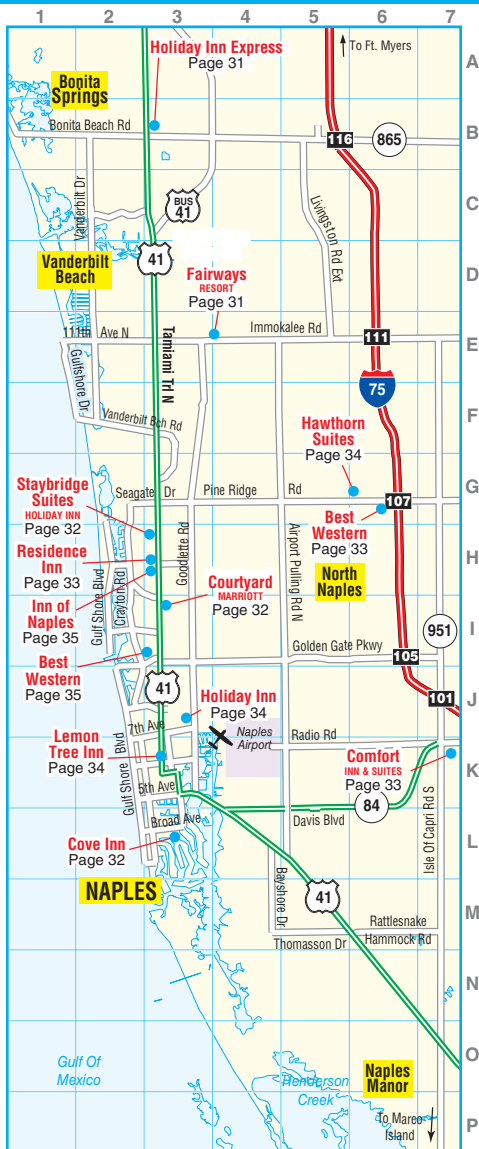 1 2 3 4 5 6 7
A
B
C
D
E
F
G
H
I
J
K
L
M
N
O
P
To Ft. Myers
Holiday Inn Express
Page 31
Bonita
Springs
Bonita Beach Rd
116
865
Vanderbilt Dr
BUS
41
Livingston Rd Ext
41
Vanderbilt
Beach
Fairways
RESORT
Page 31
Tamiami Trl N
111th Ave N
Immokalee Rd
111
Gulfshore Dr
75
Vanderbilt Bch Rd
Hawthorn
Suites
Page 34
Staybridge
Suites
HOLIDAY INN
Page 32
Seagate Dr
Pine Ridge Rd
107
Best
Western
Page 33
Residence
Inn
Page 33
Goodlette Rd
Airport Pulling Rd N
North
Naples
Gulf Shore Blvd
Crayton Rd
Inn of
Naples
Page 35
Courtyard
MARRIOTT
Page 32
951
Golden Gate Pkwy
105
Best
Western
Page 35
41
101
Holiday Inn
Page 34
7th Ave
Naples
Airport
Radio Rd
Lemon
Tree Inn
Page 34
Comfort
INN & SUITES
Page 33
Gulf Shore Blvd
5th Ave
84
Isle Of Capri Rd S
Broad Ave
Davis Blvd
Cove Inn
Page 32
NAPLES
Bayshore Dr
41
Rattlesnake
Hammock Rd
Thomasson Dr
Gulf Of
Mexico
Naples
Manor
Henderson
Creek
To Marco
Island